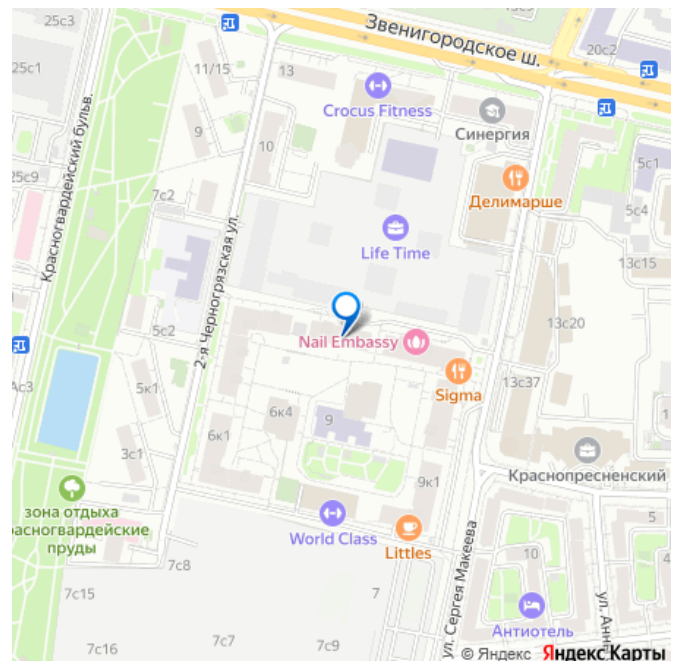 25с3
Звенигородское ш.
20с2
25с1
11/15
13
Crocus Fitness
Синергия
9
10
5с1
25с9
7с2
Делимарше
5с4
Красногвардейский бульв.
2-я Черногрязская ул.
Life Time
13с15
5с2
13с20
Nail Embassy
Sigma
13с37
5к1
6к4
9
6к1
Краснопресненский
3с1
9к1
зона отдыха
пруды
World Class
5
Littles
7с8
10
4
ул. Сергея Макеева
7с15
7
Антиотель
7с16
7с7
7с9
© Яндекс Яндекс Карты